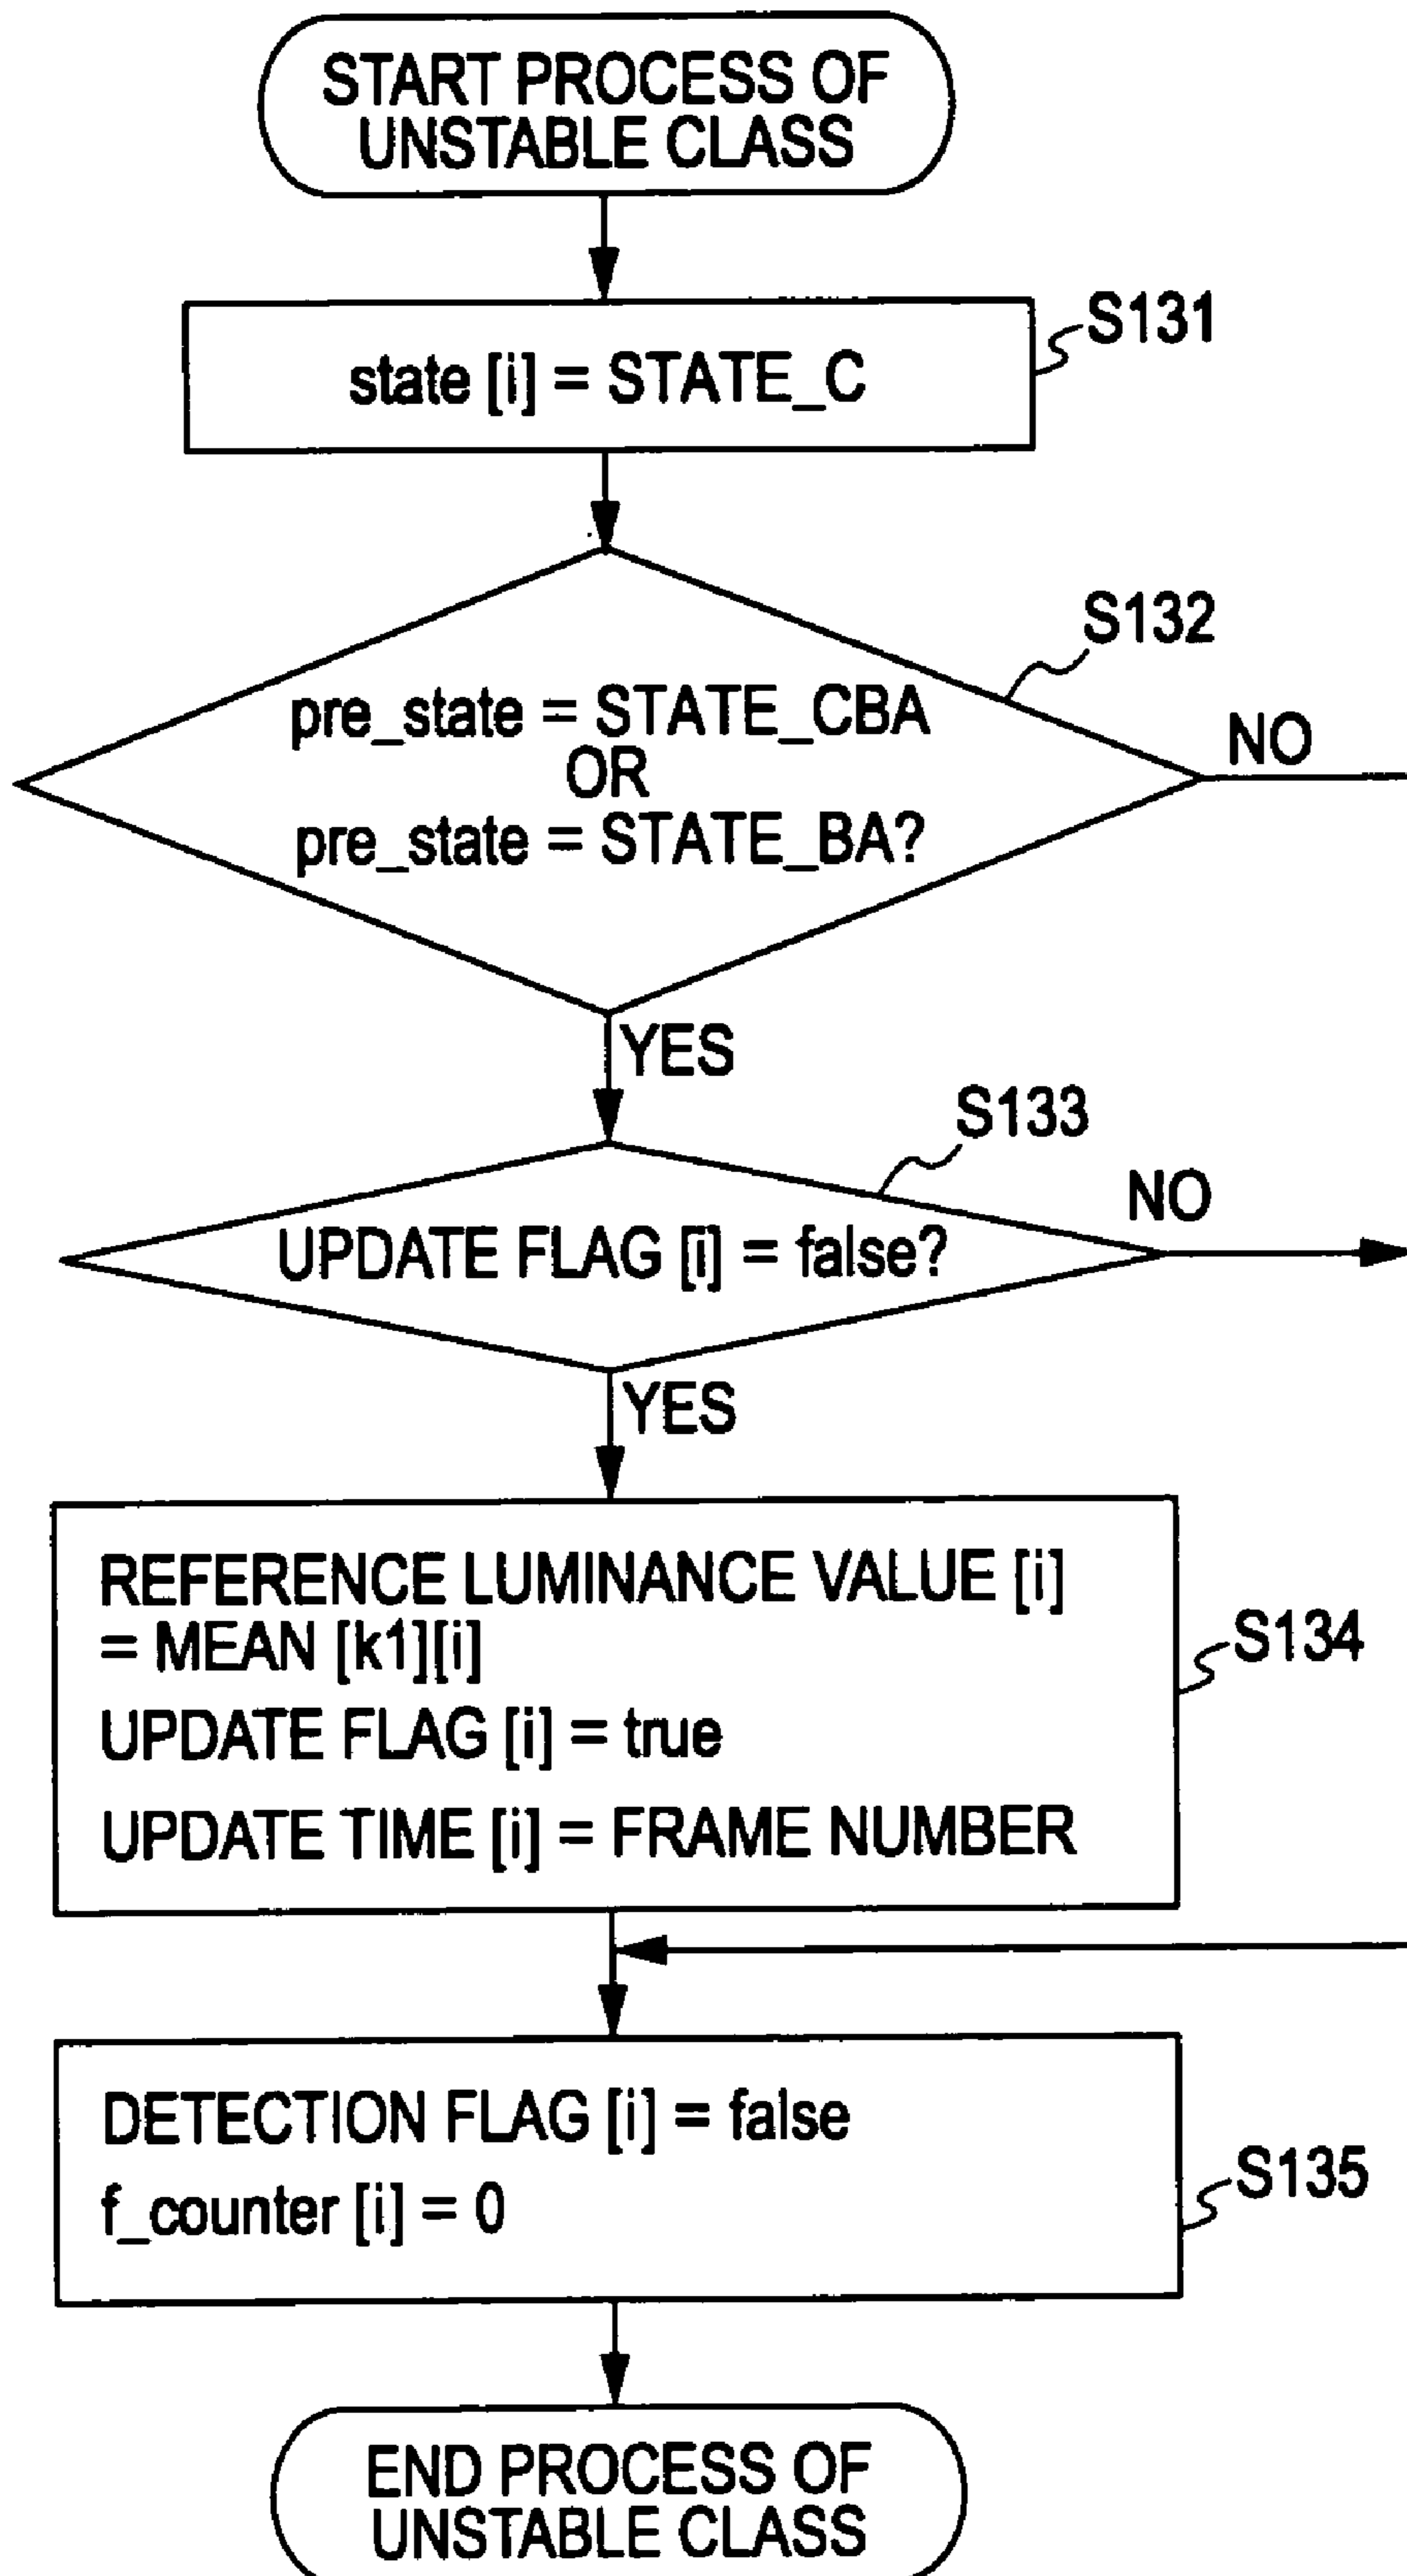 START PROCESS OF
UNSTABLE CLASS
S131
state [i] = STATE_C
S132
pre_state = STATE_CBA
OR
pre_state = STATE_BA?
NO
YES
S133
UPDATE FLAG [i] = false?
NO
YES
REFERENCE LUMINANCE VALUE [i]
= MEAN [k1][i]
UPDATE FLAG [i] = true
UPDATE TIME [i] = FRAME NUMBER
S134
DETECTION FLAG [i] = false
f_counter [i] = 0
S135
END PROCESS OF
UNSTABLE CLASS